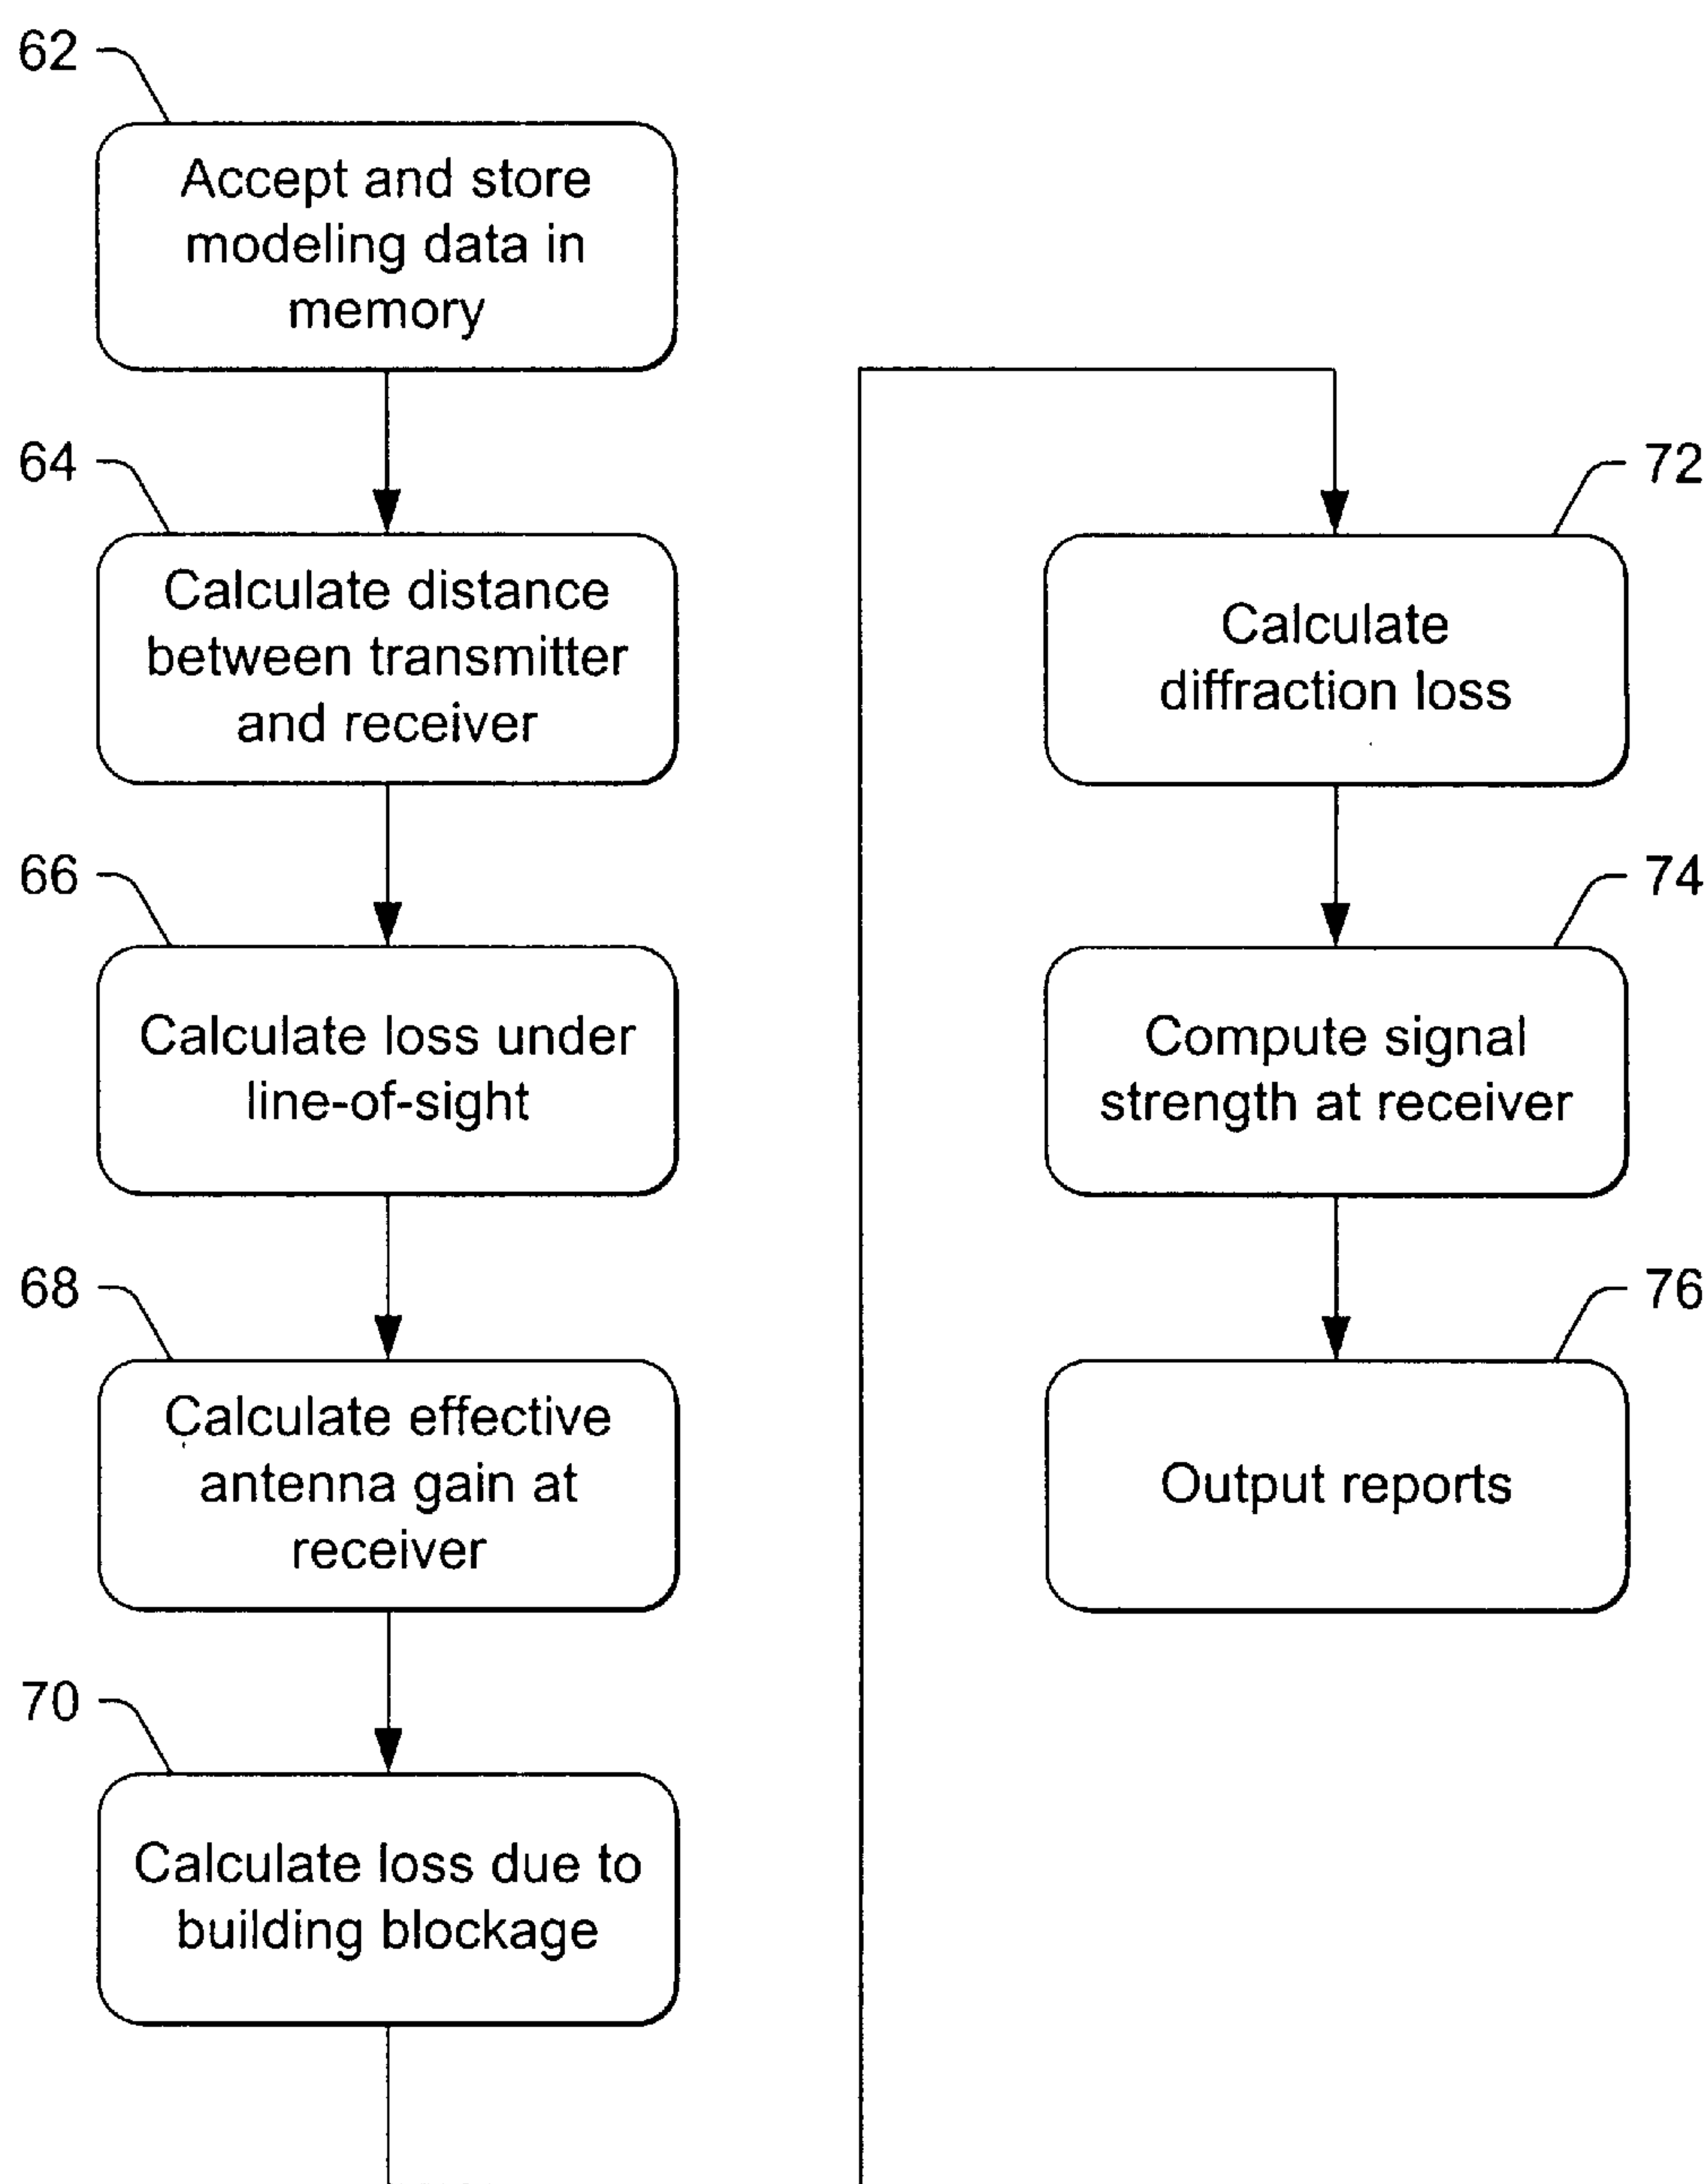 62
Accept and store
modeling data in
memory
64
Calculate distance
between transmitter
and receiver
66
Calculate loss under
line-of-sight
68
Calculate effective
antenna gain at
receiver
70
Calculate loss due to
building blockage
72
Calculate
diffraction loss
74
Compute signal
strength at receiver
76
Output reports